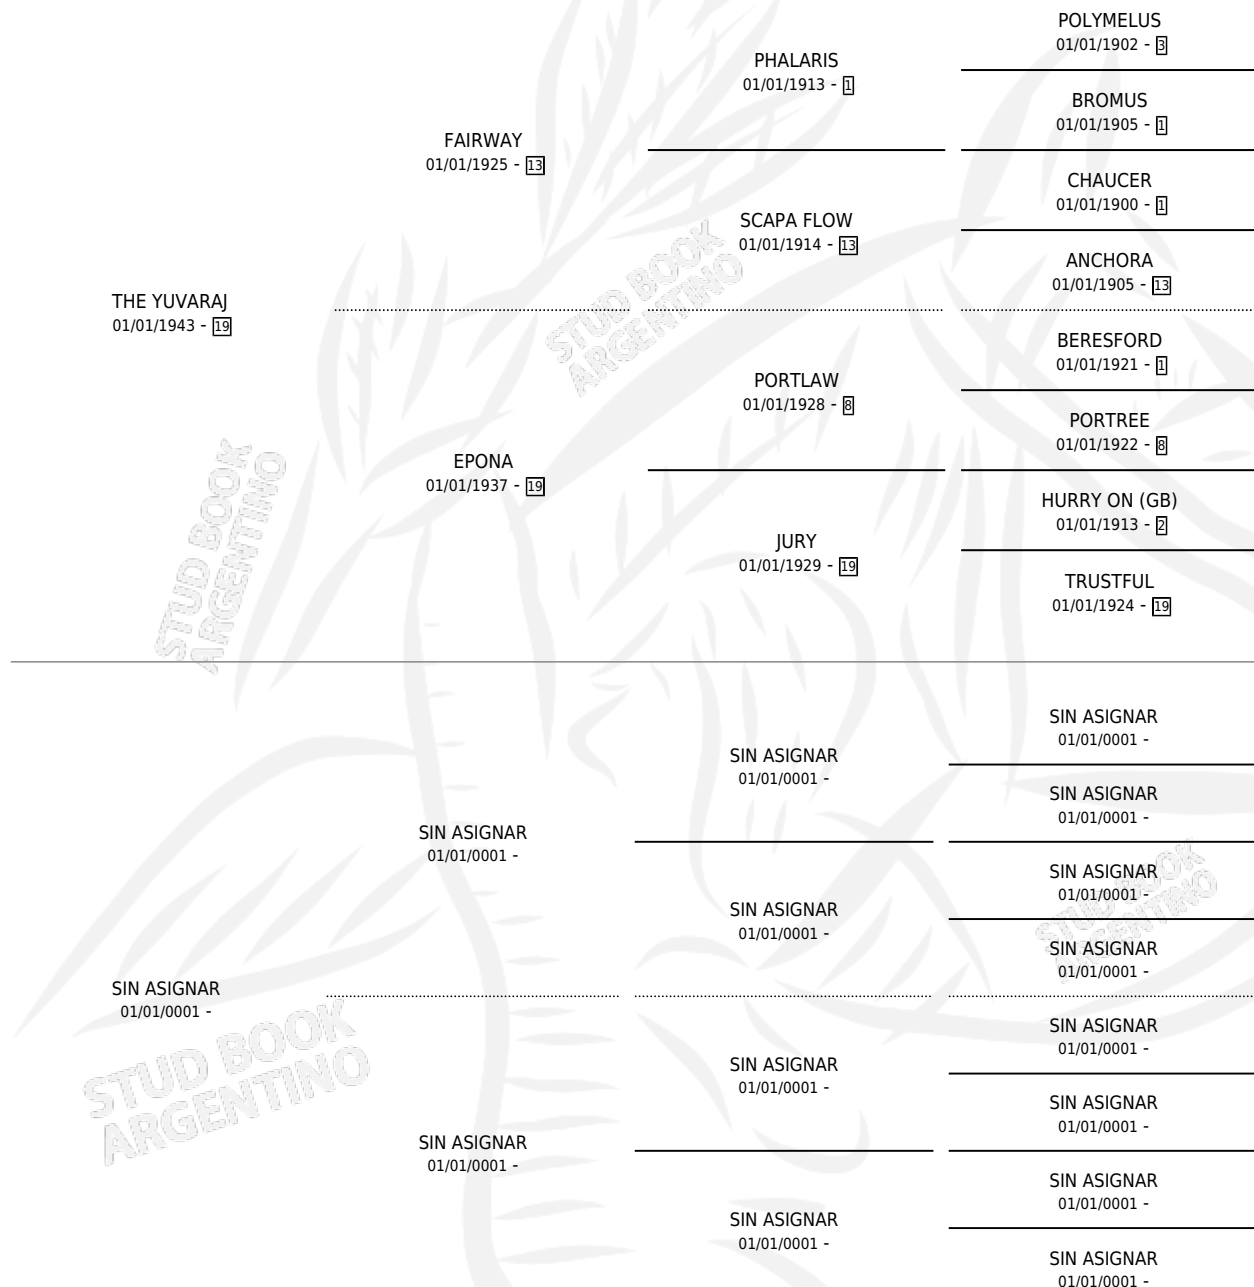 POLYMELUS
01/01/1902 - 3
PHALARIS
01/01/1913 - 1
BROMUS
01/01/1905 - 1
FAIRWAY
01/01/1925 - 13
CHAUCER
01/01/1900 - 1
SCAPA FLOW
01/01/1914 - 13
ANCHORA
01/01/1905 - 13
THE YUVARAJ
01/01/1943 - 19
BERESFORD
01/01/1921 - 1
PORTLAW
01/01/1928 - 8
PORTREE
01/01/1922 - 8
EPONA
01/01/1937 - 19
HURRY ON (GB)
01/01/1913 - 2
JURY
01/01/1929 - 19
TRUSTFUL
01/01/1924 - 19
STUD BOOK
ARGENTINO
STUD BOOK
ARGENTINO
SIN ASIGNAR
01/01/0001 -
SIN ASIGNAR
01/01/0001 -
SIN ASIGNAR
01/01/0001 -
SIN ASIGNAR
01/01/0001 -
SIN ASIGNAR
01/01/0001 -
SIN ASIGNAR
01/01/0001 -
SIN ASIGNAR
01/01/0001 -
SIN ASIGNAR
01/01/0001 -
SIN ASIGNAR
01/01/0001 -
SIN ASIGNAR
01/01/0001 -
SIN ASIGNAR
01/01/0001 -
SIN ASIGNAR
01/01/0001 -
SIN ASIGNAR
01/01/0001 -
SIN ASIGNAR
01/01/0001 -
SIN ASIGNAR
01/01/0001 -
STUD BOOK
ARGENTINO
STUD BOOK
ARGENTINO